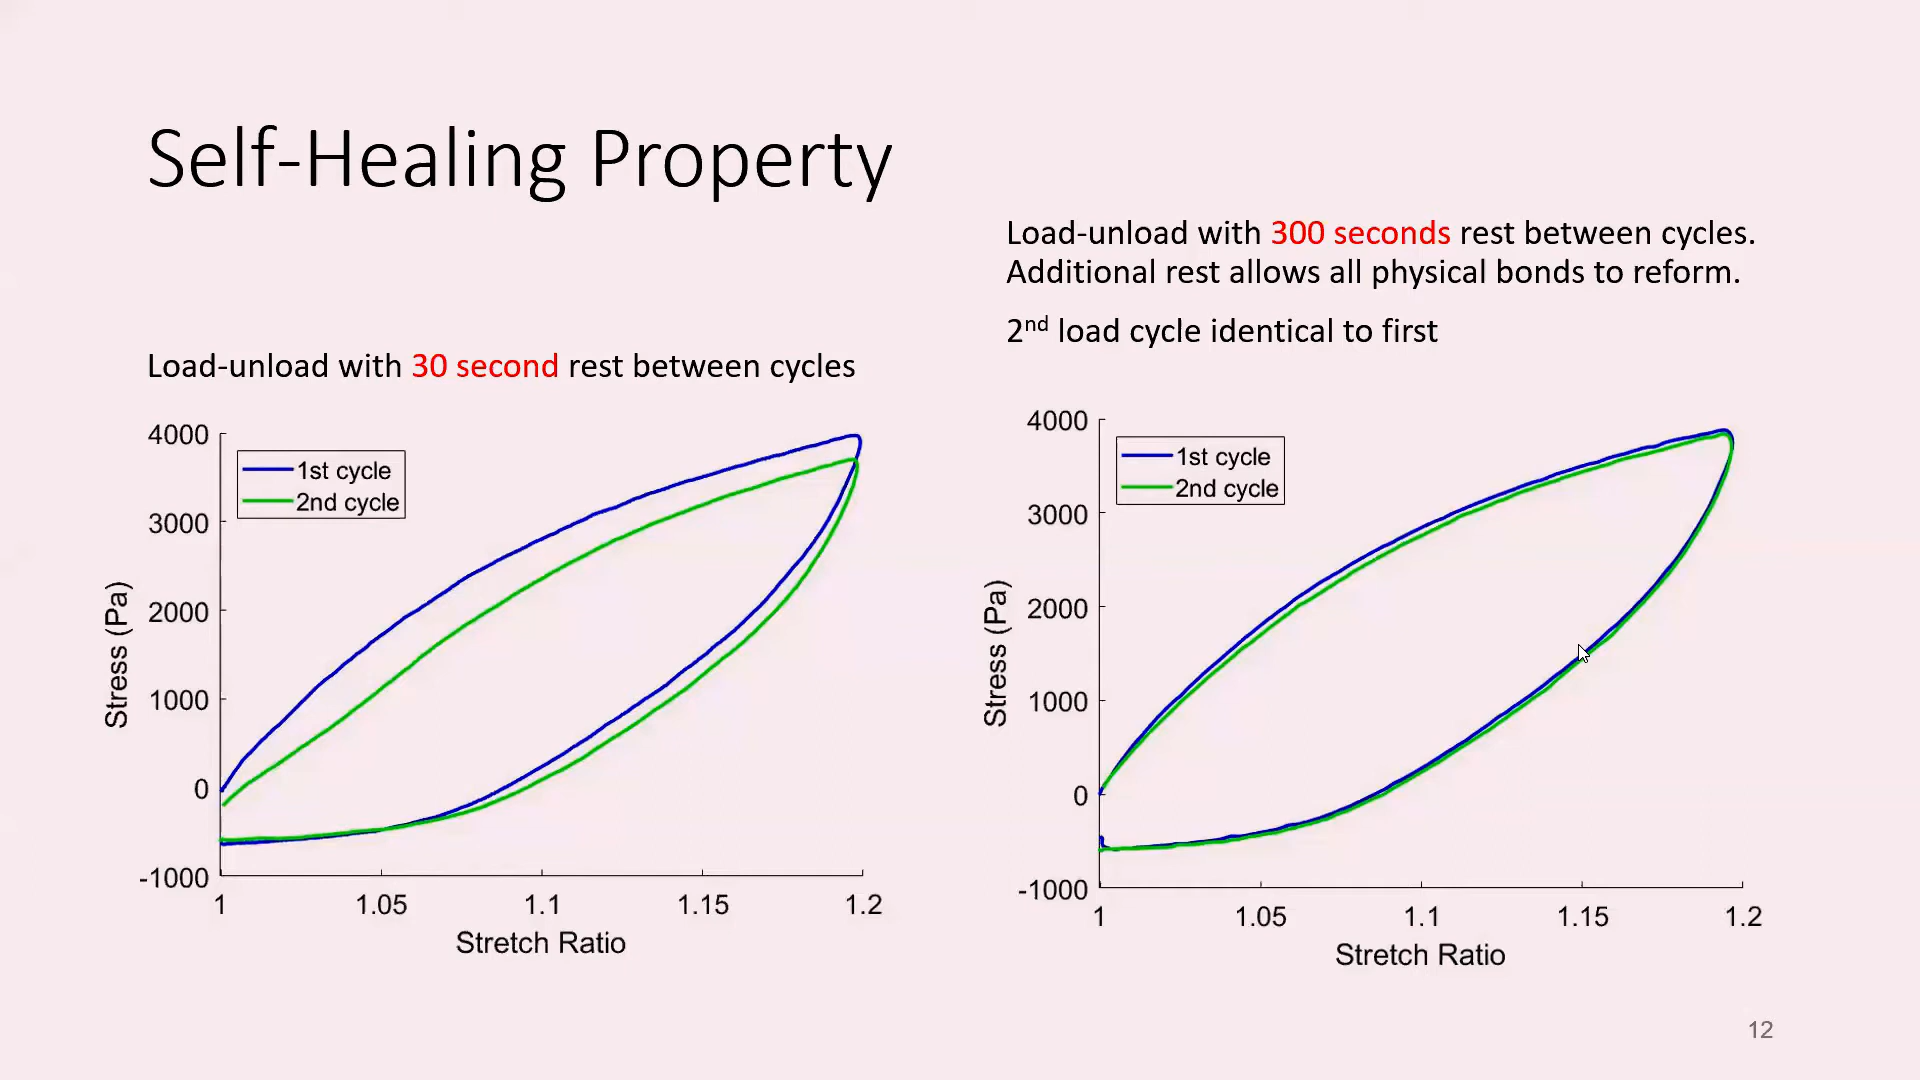 Self-Healing Property
Load-unload with 30 second rest between cycles
4000
3000
2000
1000
0
-1000
1st cycle
2nd cycle
Stress (Pa)
1
1.05
1.1
1.15
1.2
Stretch Ratio
Load-unload with 300 seconds rest between cycles.
Additional rest allows all physical bonds to reform.
2nd load cycle identical to first
4000
3000
2000
1000
0
-1000
1st cycle
2nd cycle
Stress (Pa)
1
1.05
1.1
1.15
1.2
Stretch Ratio
12